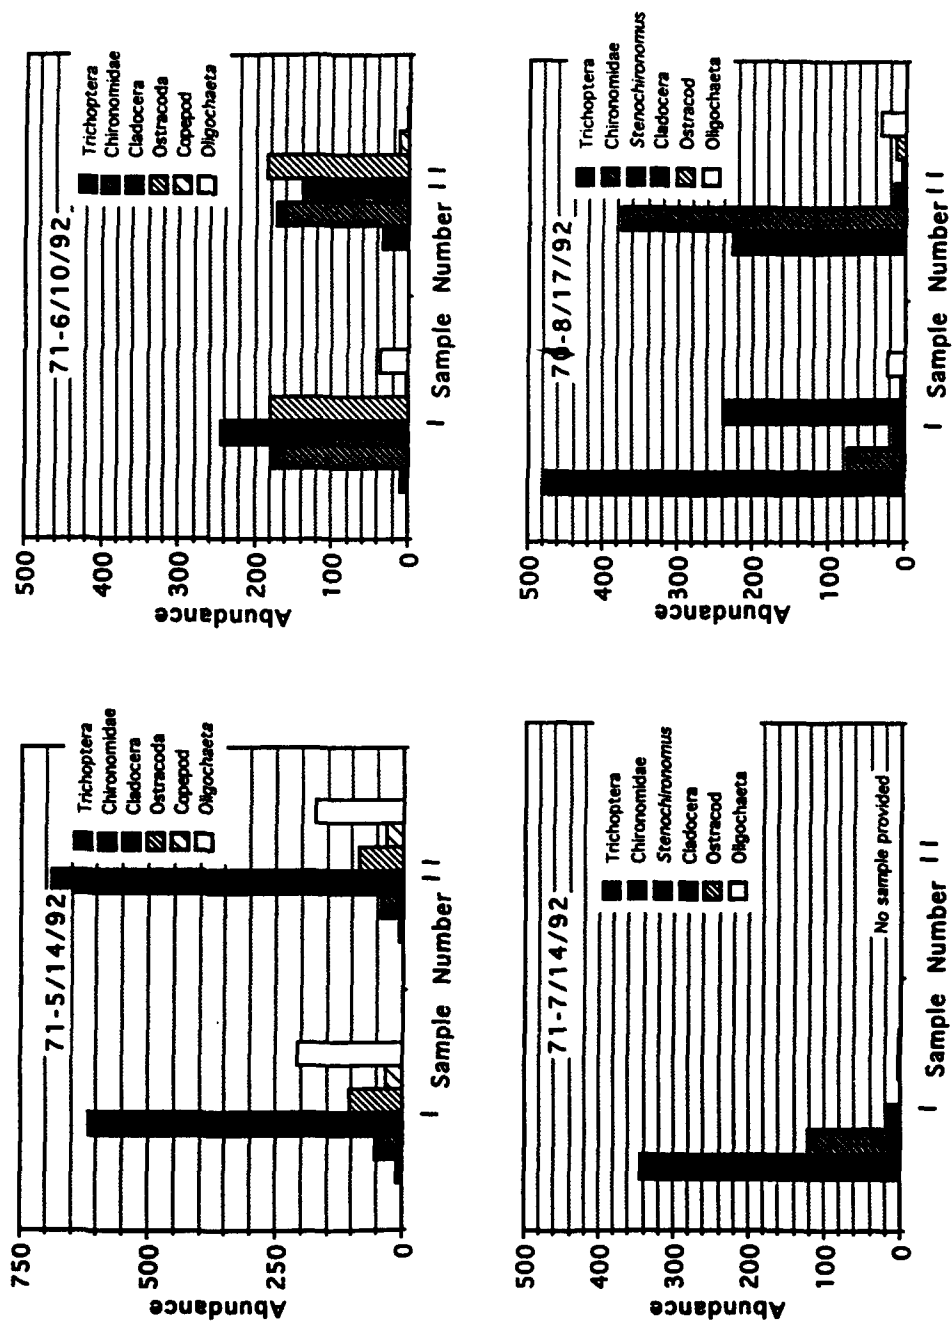 71-5/14/92
750
500
250
0
Abundance
Trichoptera
Chironomidae
Cladocera
Ostracoda
Copepod
Oligochaeta
I Sample Number II
71-6/10/92
500
400
300
200
100
0
Abundance
Trichoptera
Chironomidae
Cladocera
Ostracoda
Copepod
Oligochaeta
I Sample Number II
71-7/14/92
500
400
300
200
100
0
Abundance
Trichoptera
Chironomidae
Stenochironomus
Cladocera
Ostracod
Oligochaeta
No sample provided
I Sample Number II
500
400
300
200
100
0
Abundance
Trichoptera
Chironomidae
Stenochironomus
Cladocera
Ostracod
Oligochaeta
I Sample Number II